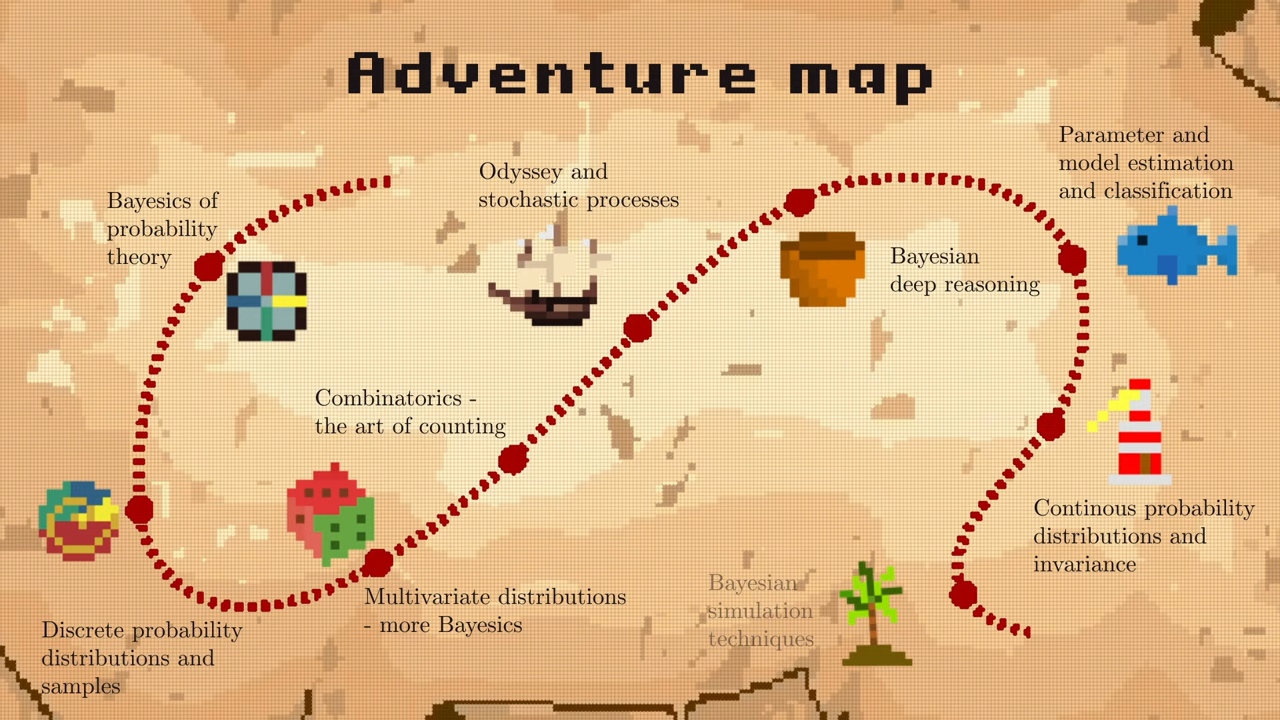 Adventure map
Bayesics of
probability
theory
Odyssey and
stochastic processes
Parameter and
model estimation
and classification
Bayesian
deep reasoning
Combinatorics -
the art of counting
Continous probability
distributions and
invariance
Multivariate distributions
- more Bayesics
Bayesian
simulation
techniques
Discrete probability
distributions and
samples